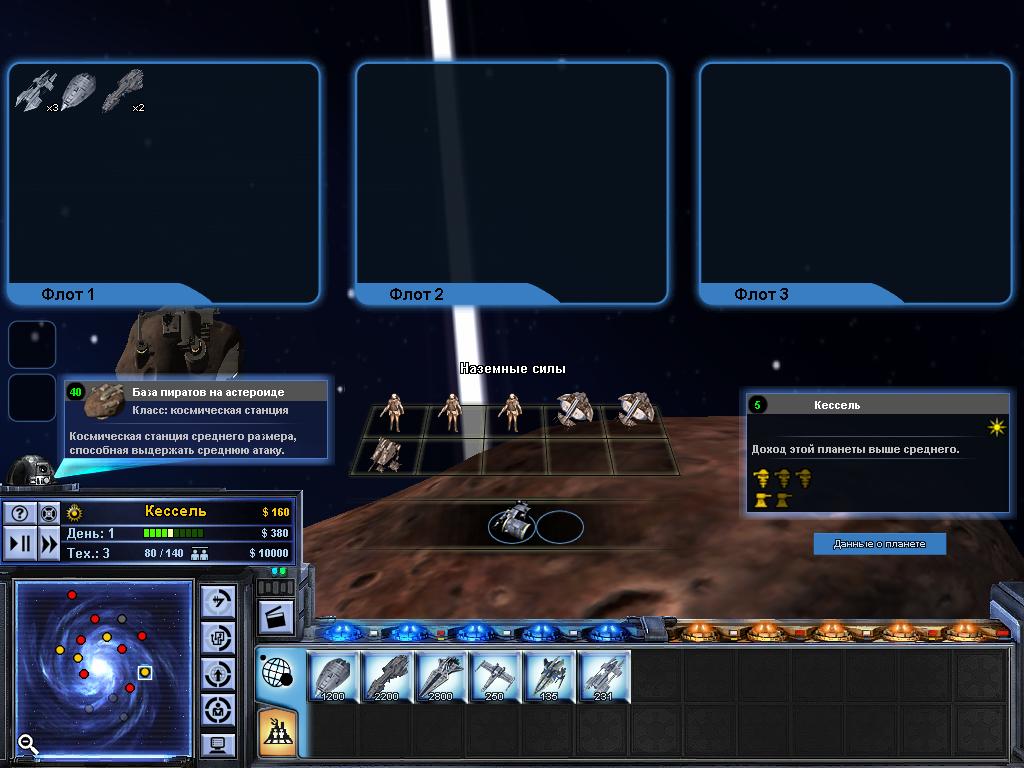 x3
x2
Флот 1
Флот 2
Флот 3
Наземные силы
40
База пиратов на астероиде
Класс: космическая станция
Космическая станция среднего размера,
способная выдержать среднюю атаку.
5
Кессель
Доход этой планеты выше среднего.
Данные о планете
?
Кессель
$ 160
День: 1
$ 380
Тех.: 3
80 / 140
$ 10000
1200
2200
2800
250
135
231